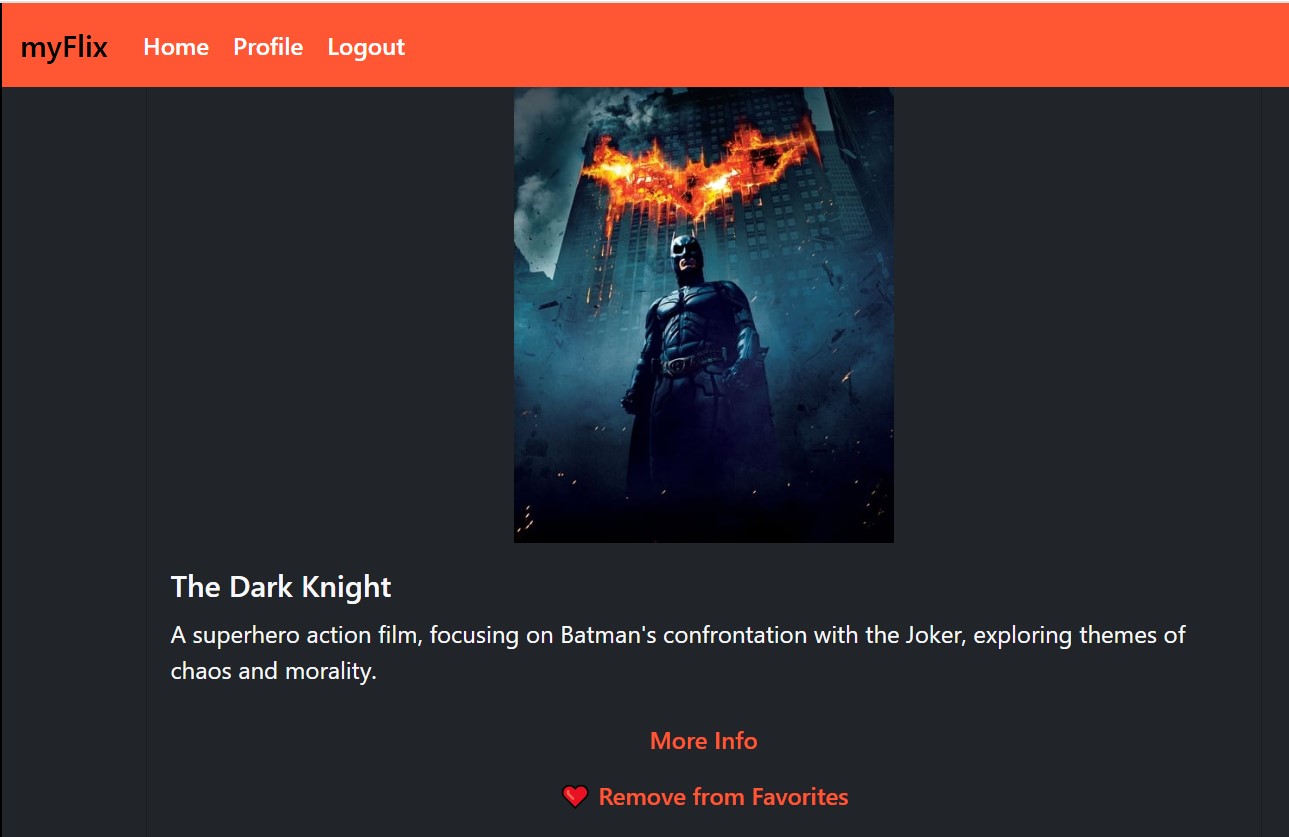 myFlix Home Profile Logout
The Dark Knight
A superhero action film, focusing on Batman's confrontation with the Joker, exploring themes of
chaos and morality.
More Info
Remove from Favorites